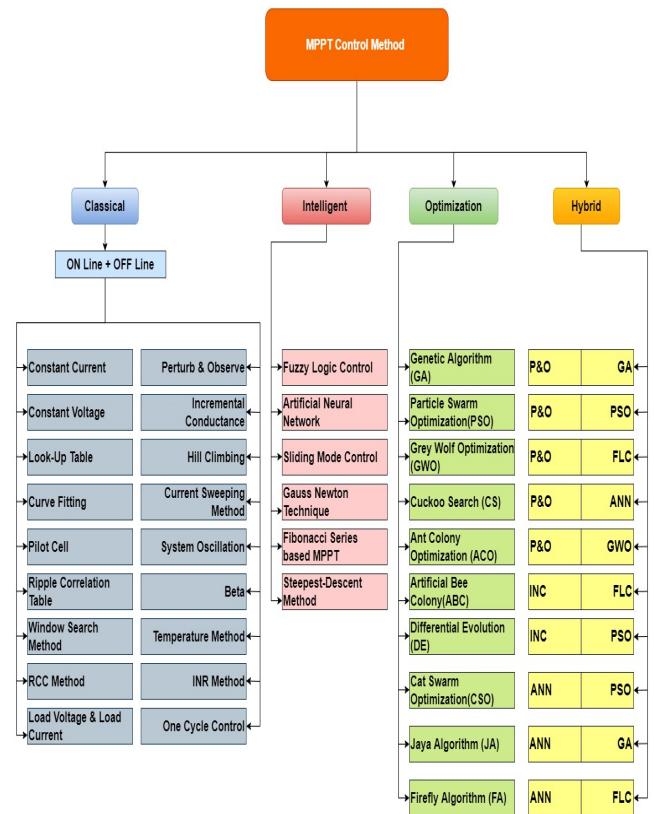 MPPT Control Method
Classical
Intelligent
Optimization
Hybrid
ON Line + OFF Line
Constant Current
Constant Voltage
Look-Up Table
Curve Fitting
Pilot Cell
Ripple Correlation
Table
Window Search
Method
RCC Method
Load Voltage & Load
Current
Perturb & Observe
Incremental
Conductance
Hill Climbing
Current Sweeping
Method
System Oscillation
Beta
Temperature Method
INR Method
One Cycle Control
Fuzzy Logic Control
Artificial Neural
Network
Sliding Mode Control
Gauss Newton
Technique
Fibonacci Series
based MPPT
Steepest-Descent
Method
Genetic Algorithm
(GA)
Particle Swarm
Optimization(PSO)
Grey Wolf Optimization
(GWO)
Cuckoo Search (CS)
Ant Colony
Optimization (ACO)
Artificial Bee
Colony(ABC)
Differential Evolution
(DE)
Cat Swarm
Optimization(CSO)
Jaya Algorithm (JA)
Firefly Algorithm (FA)
P&O GA
P&O PSO
P&O FLC
P&O ANN
P&O GWO
INC FLC
INC PSO
ANN PSO
ANN GA
ANN FLC